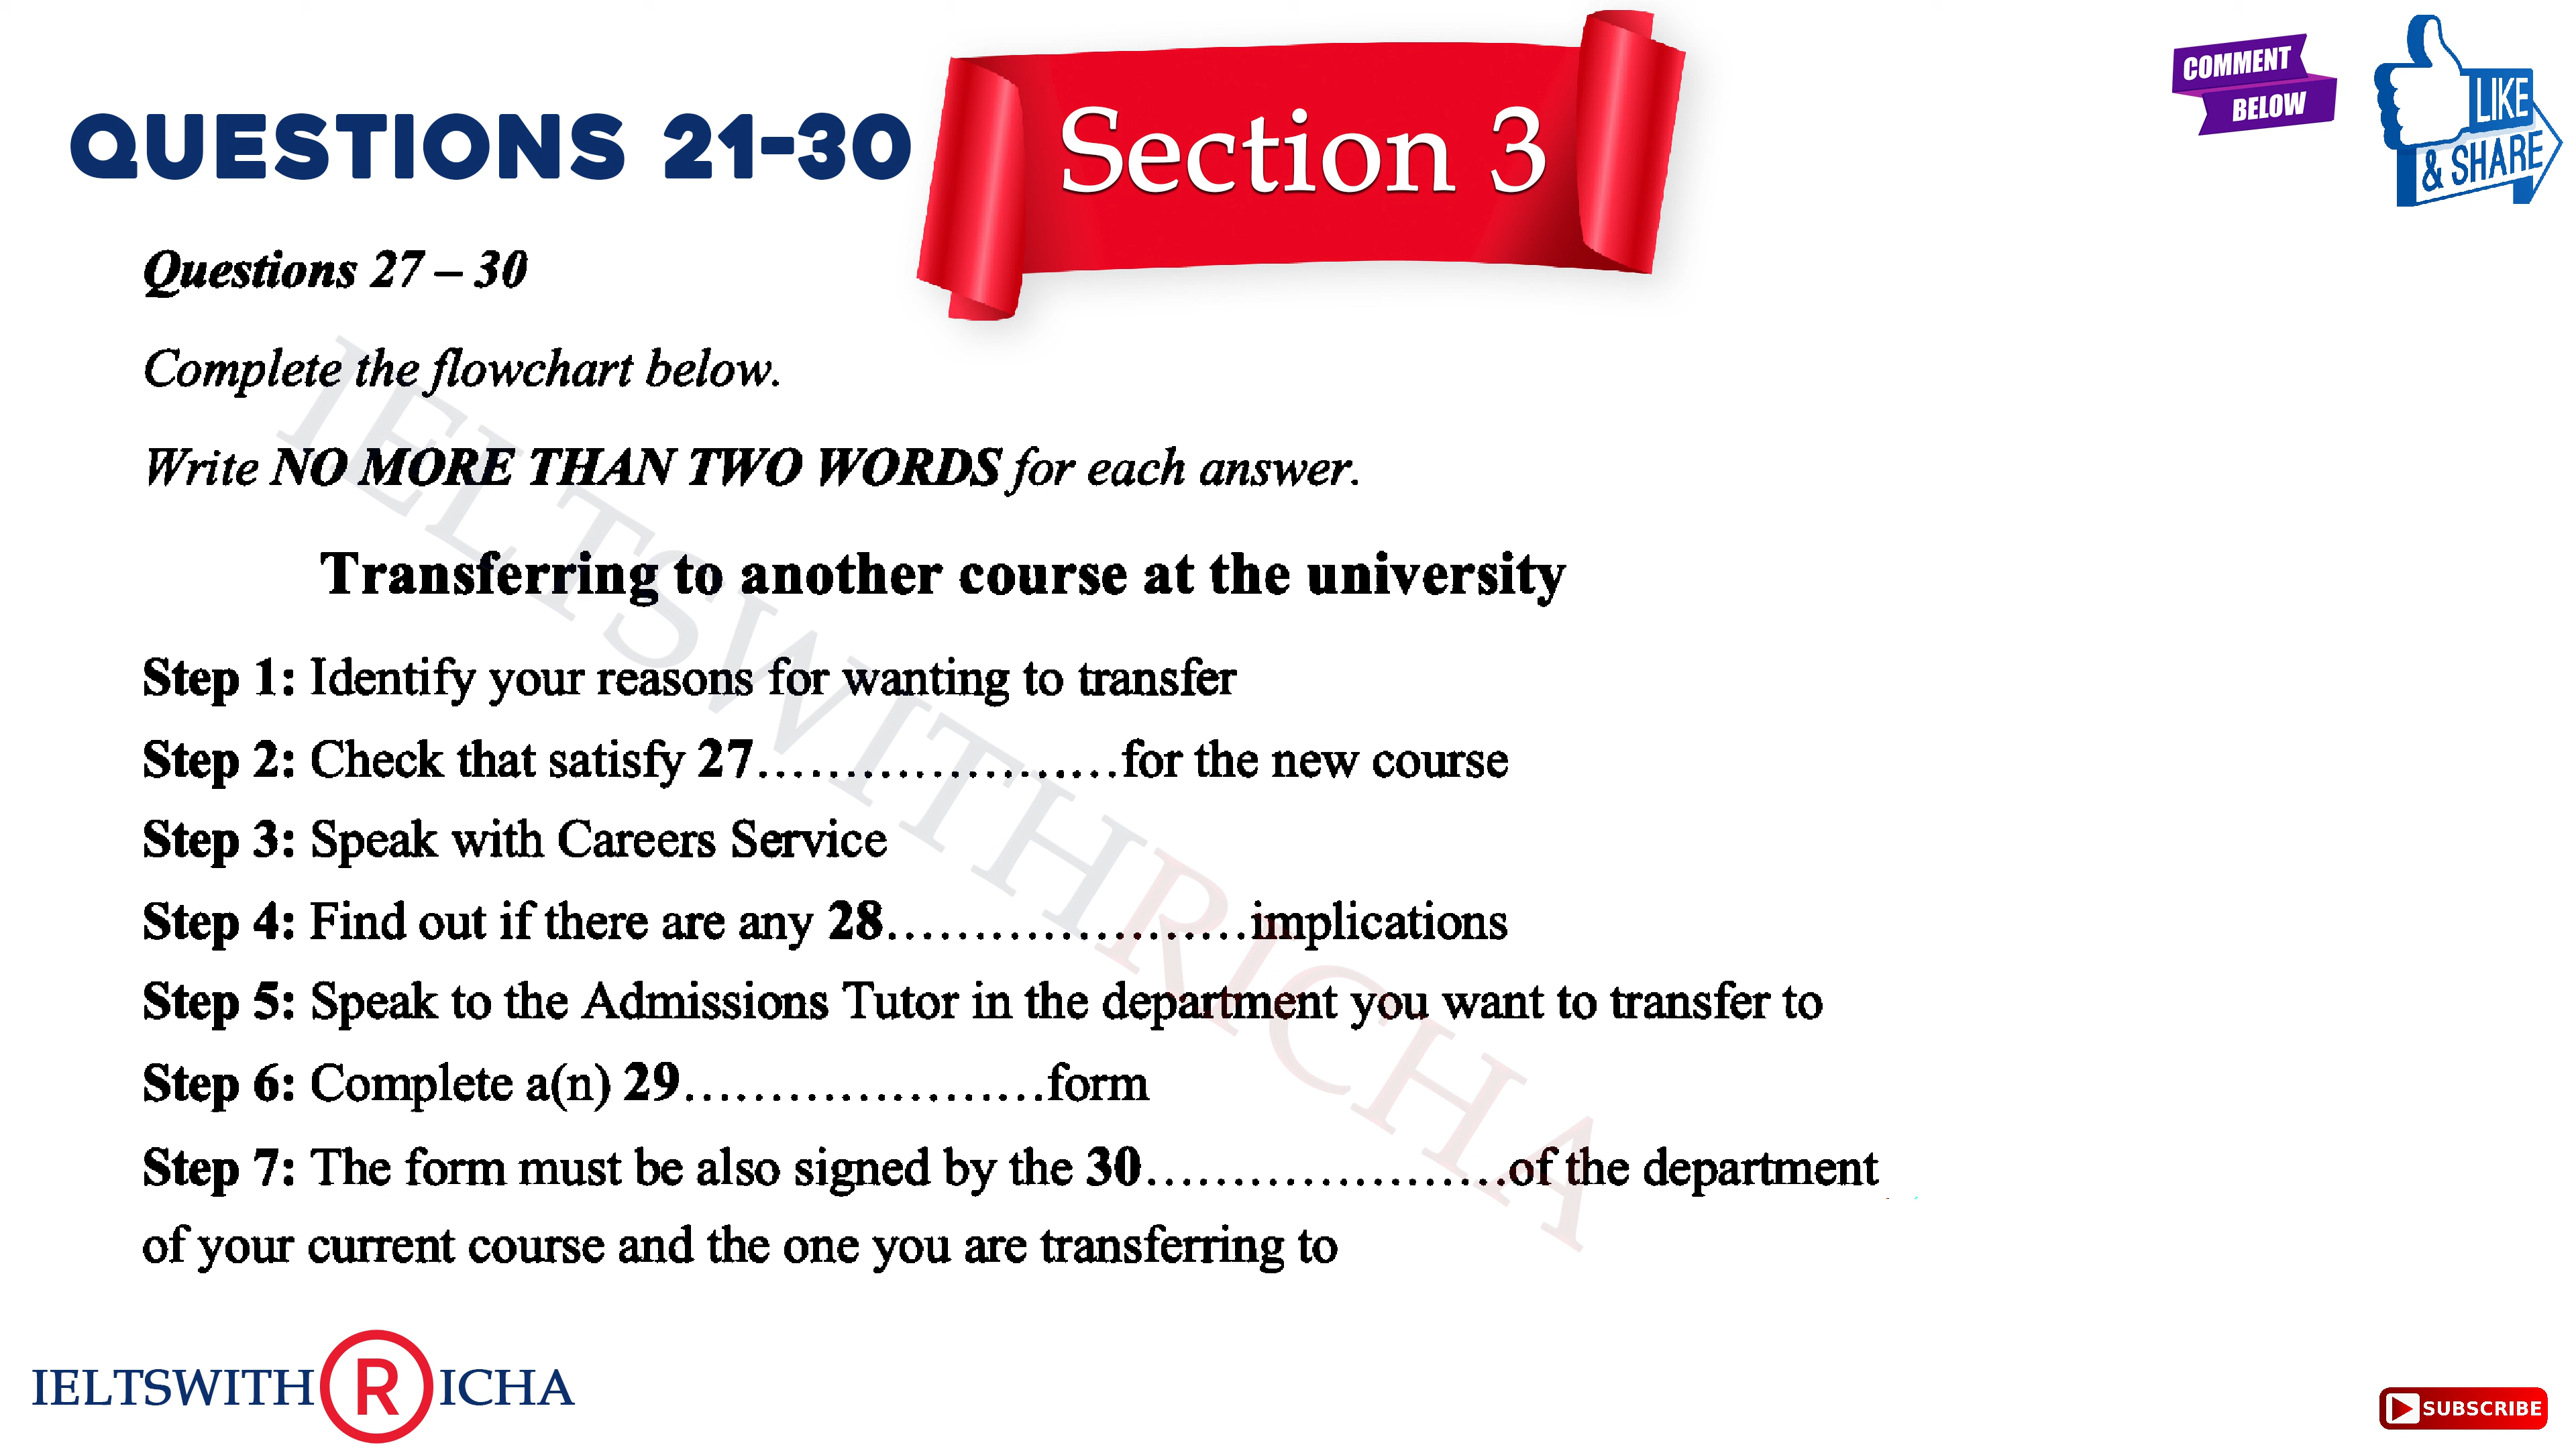 QUESTIONS 21-30
Section 3
COMMENT
BELOW
LIKE
& SHARE
Questions 27 – 30
Complete the flowchart below.
Write NO MORE THAN TWO WORDS for each answer.
Transferring to another course at the university
Step 1: Identify your reasons for wanting to transfer
Step 2: Check that satisfy 27.....................for the new course
Step 3: Speak with Careers Service
Step 4: Find out if there are any 28.....................implications
Step 5: Speak to the Admissions Tutor in the department you want to transfer to
Step 6: Complete a(n) 29.....................form
Step 7: The form must be also signed by the 30.....................of the department
of your current course and the one you are transferring to
IELTSWITHRICHA
IELTSWITHRICHA
SUBSCRIBE